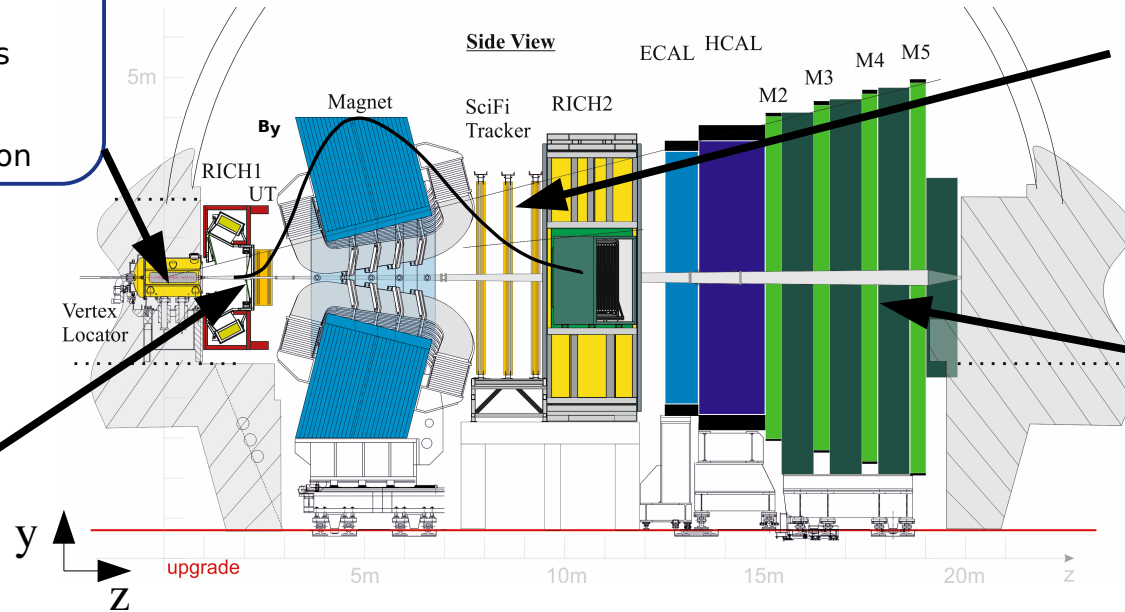 s
on
Side View
5m
ECAL
HCAL
M2
M3
M4
M5
Magnet
By
SciFi
Tracker
RICH2
RICH1
UT
Vertex
Locator
y
z
upgrade
5m
10m
15m
20m
z